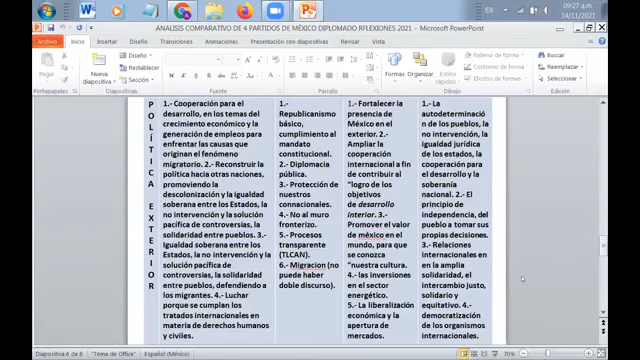 ES
09:27 a.m.
14/11/2021
ANALISIS COMPARATIVO DE 4 PARTIDOS DE MÉXICO DIPLOMADO RFLEXIONES 2021 - Microsoft PowerPoint
Archivo Inicio Insertar Diseño Transiciones Animaciones Presentación con diapositivas Revisar Vista
Pegar
Nueva diapositiva
Diseño
Restablecer
Sección
Formas Organizar Estilos
Relleno de forma
Contorno de forma
Efectos de formas
Buscar
Reemplazar
Seleccionar
POLÍTICA EXTERIOR
1.- Cooperación para el
desarrollo, en los temas del
crecimiento económico y la
generación de empleos para
enfrentar las causas que
originan el fenómeno
migratorio. 2.- Reconstruir la
política hacia otras naciones,
promoviendo la
descolonización y la igualdad
soberana entre los Estados, la
no intervención y la solución
pacífica de controversias, la
solidaridad entre pueblos. 3.-
Igualdad soberana entre los
Estados, la no intervención y la
solución pacífica de
controversias, la solidaridad
entre pueblos, defendiendo a
los migrantes. 4.- Luchar
porque se cumplan los
tratados internacionales en
materia de derechos humanos
y civiles.
1.-
Republicanismo
básico,
cumplimiento al
mandato
constitucional.
2.- Diplomacia
pública.
3.- Protección de
nuestros
connacionales.
4.- No al muro
fronterizo.
5.- Procesos
transparente
(TLCAN).
6.- Migracion (no
puede haber
doble discurso).
1.- Fortalecer la
presencia de
México en el
exterior. 2.-
Ampliar la
cooperación
internacional a fin
de contribuir al
"logro de los
objetivos
de desarrollo
interior. 3.-
Promover el valor
de méxico en el
mundo, para que
se conozca
"nuestra cultura.
4.- las inversiones
en el sector
energético.
5.- La liberalización
económica y la
apertura de
mercados.
1.- La
autodeterminació
n de los pueblos, la
no intervención, la
igualdad jurídica
de los estados, la
cooperación para
el desarrollo y la
soberanía
nacional. 2.- El
principio de
independencia, del
pueblo a tomar sus
propias decisiones.
3.- Relaciones
internacionales en
en la amplia
solidaridad, el
intercambio justo,
solidario y
equitativo. 4.-
democratización
de los organismos
internacionales.
Diapositiva 6 de 8 "Tema de Office" Español (México) 70%